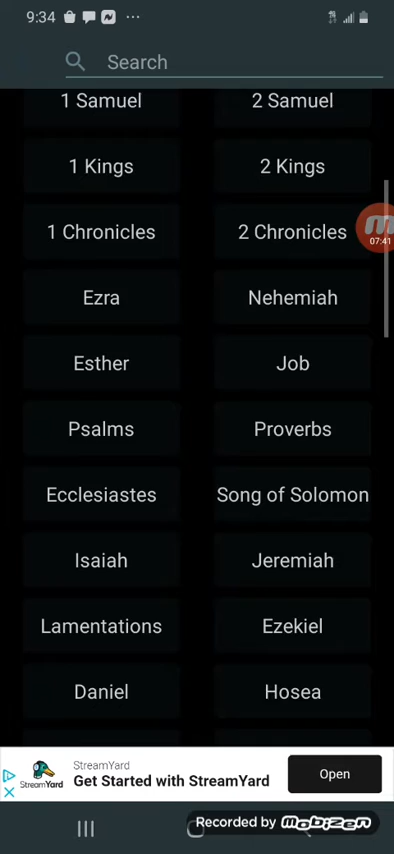 9:34
Search
1 Samuel
2 Samuel
1 Kings
2 Kings
1 Chronicles
2 Chronicles
07:41
Ezra
Nehemiah
Esther
Job
Psalms
Proverbs
Ecclesiastes
Song of Solomon
Isaiah
Jeremiah
Lamentations
Ezekiel
Daniel
Hosea
StreamYard
StreamYard
Get Started with StreamYard
Open
Recorded by mobizen